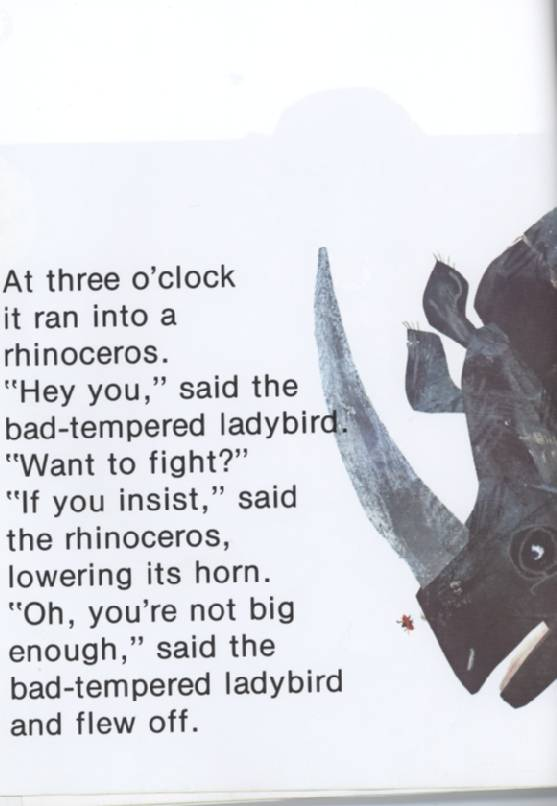 At three o'clock
it ran into a
rhinoceros.
"Hey you," said the
bad-tempered ladybird.
"Want to fight?"
"If you insist," said
the rhinoceros,
lowering its horn.
"Oh, you're not big
enough," said the
bad-tempered ladybird
and flew off.